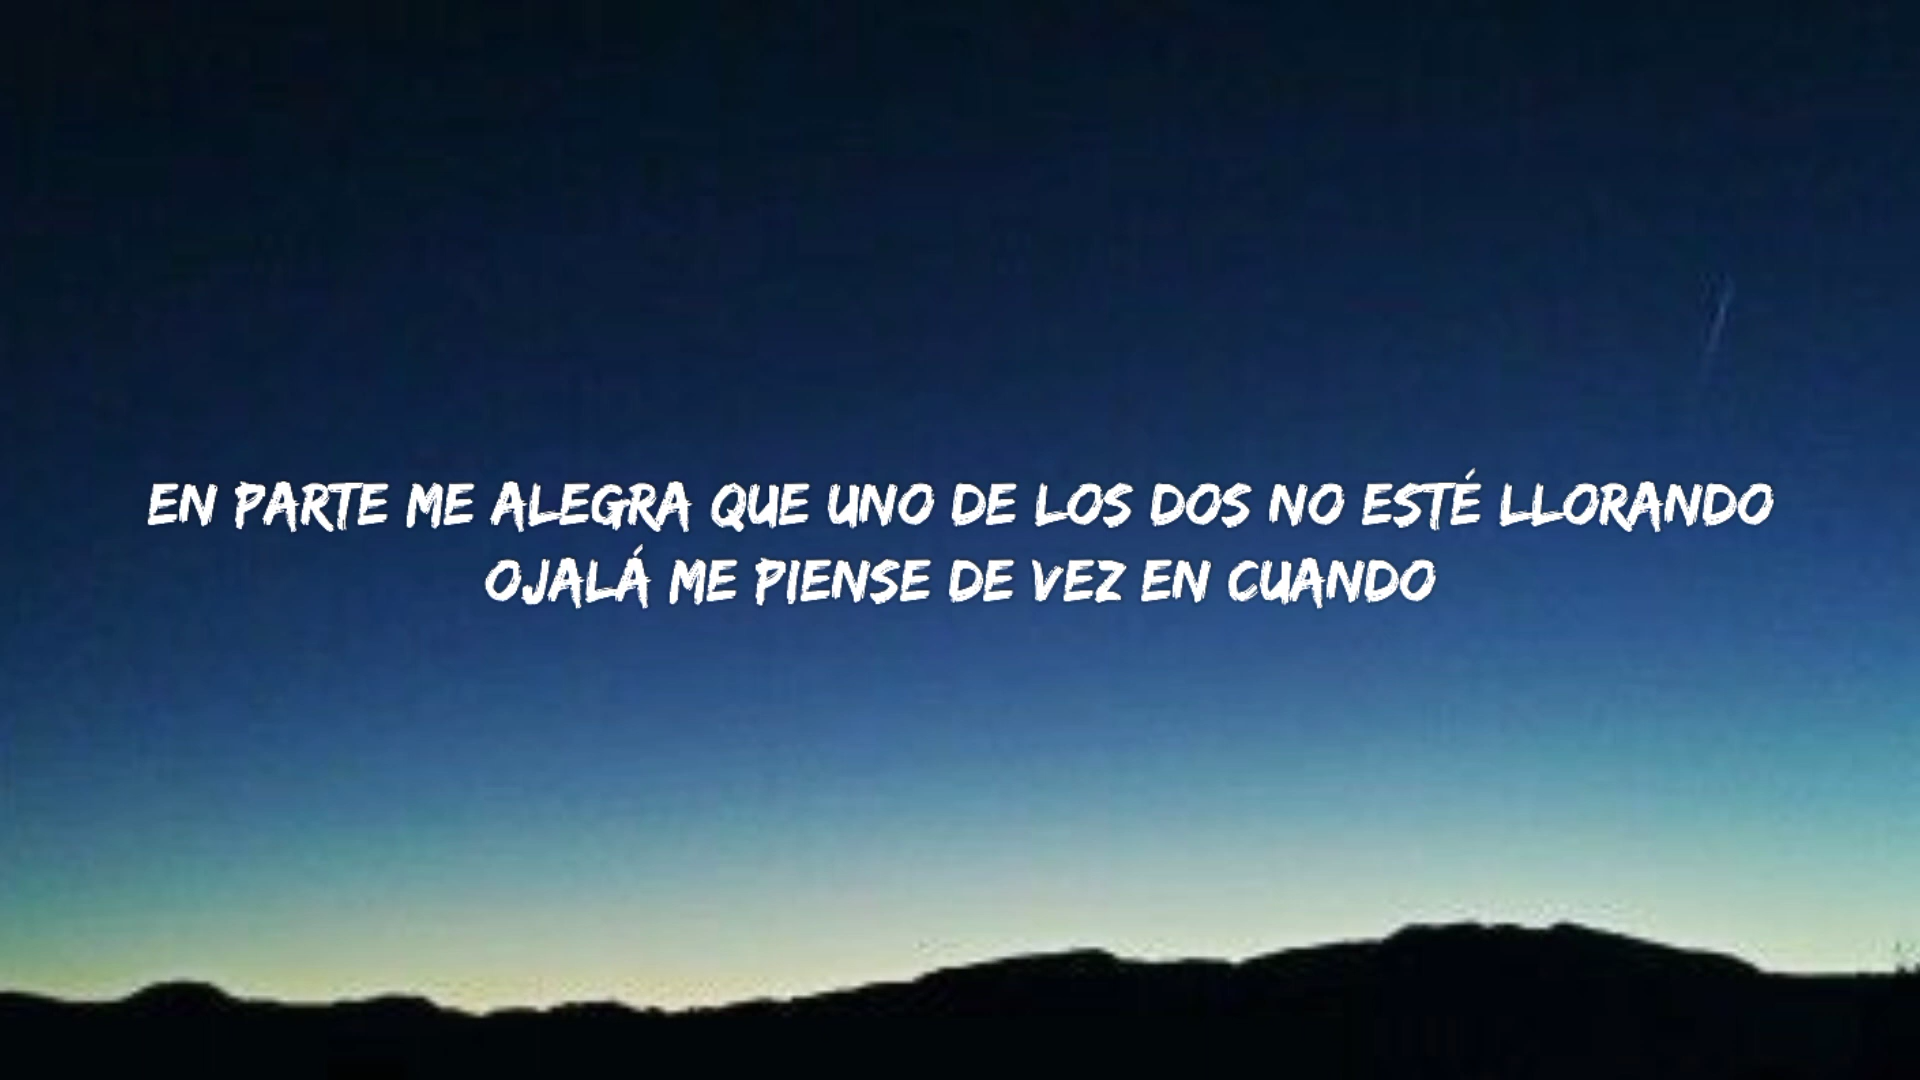 EN PARTE ME ALEGRA QUE UNO DE LOS DOS NO ESTÉ LLORANDO
OJALÁ ME PIENSE DE VEZ EN CUANDO